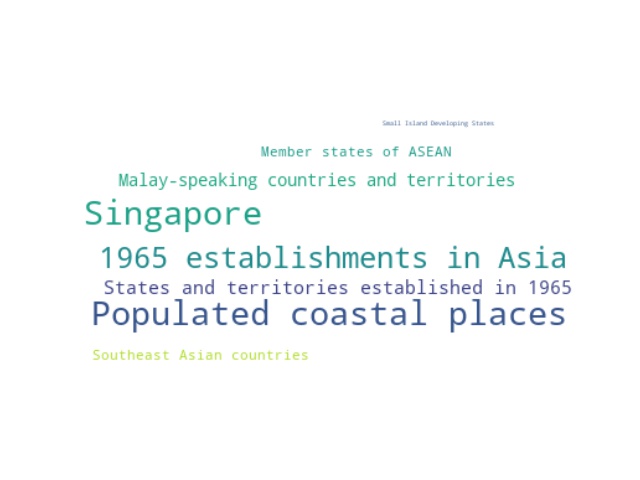 Small Island Developing States
Member states of ASEAN
Malay-speaking countries and territories
Singapore
1965 establishments in Asia
States and territories established in 1965
Populated coastal places
Southeast Asian countries